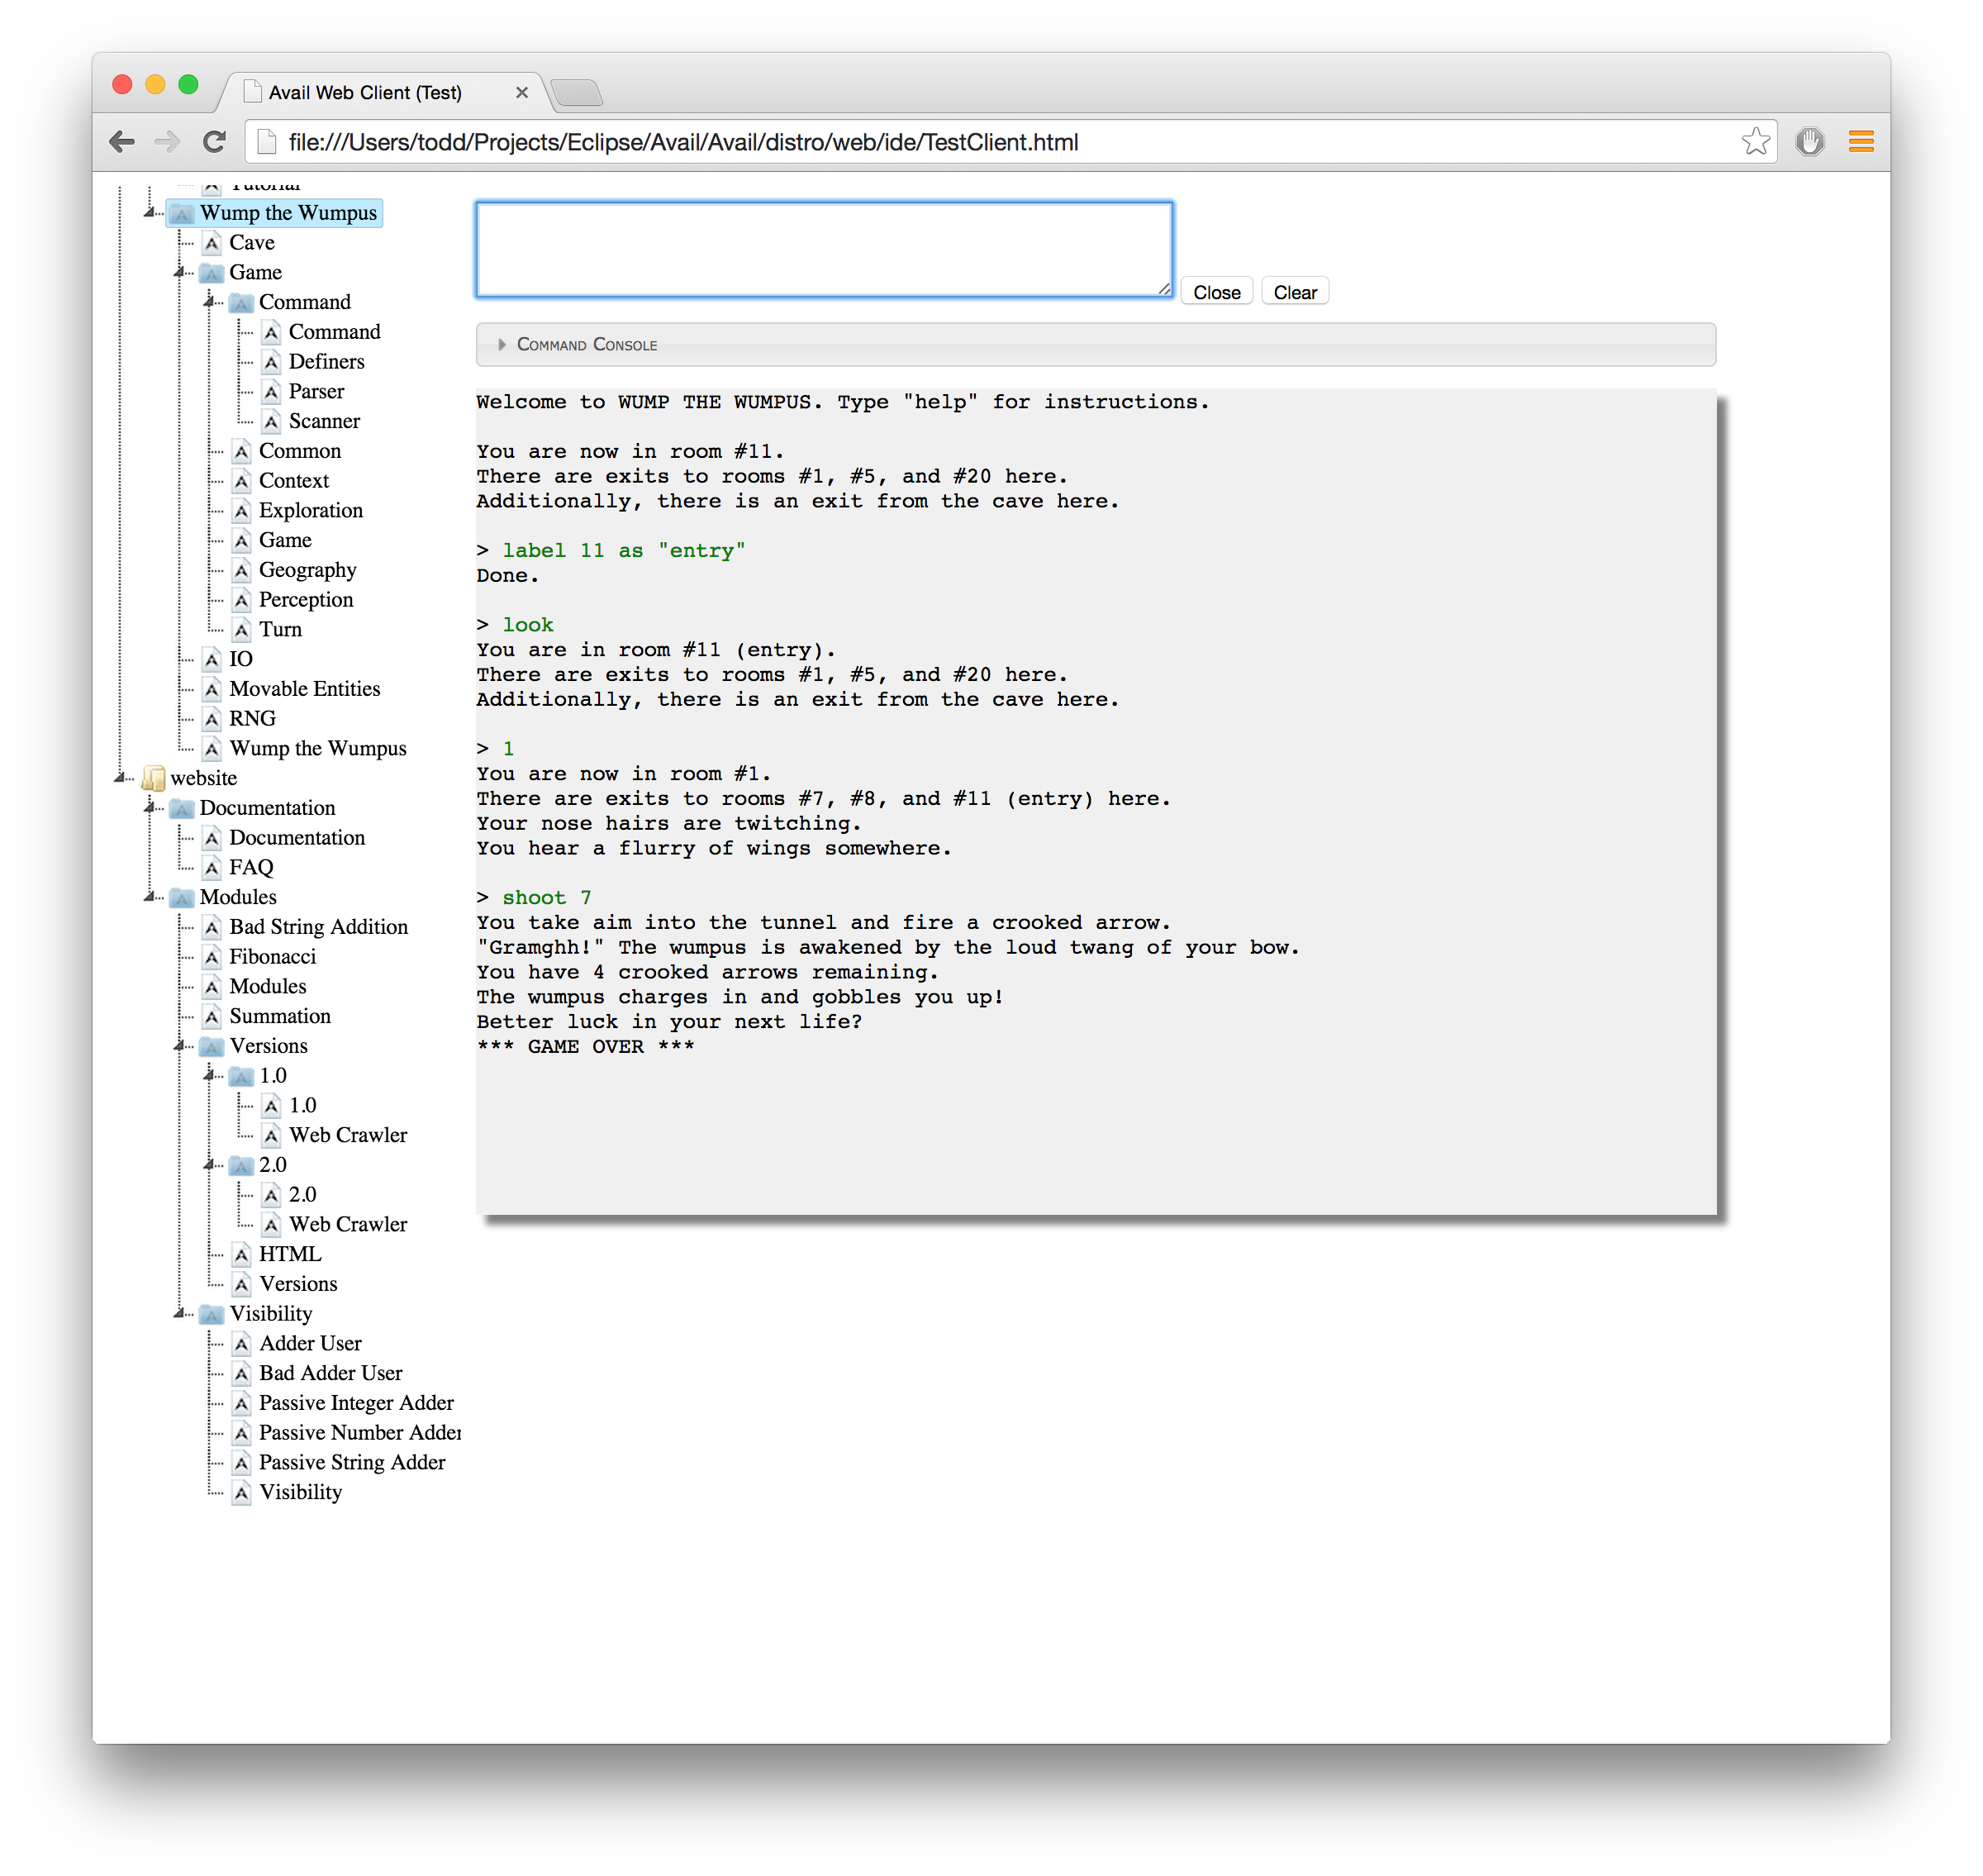 Avail Web Client (Test)
file:///Users/todd/Projects/Eclipse/Avail/Avail/distro/web/ide/TestClient.html
Tutorial
Wump the Wumpus
Cave
Game
Command
Command
Definers
Parser
Scanner
Common
Context
Exploration
Game
Geography
Perception
Turn
IO
Movable Entities
RNG
Wump the Wumpus
website
Documentation
Documentation
FAQ
Modules
Bad String Addition
Fibonacci
Modules
Summation
Versions
1.0
1.0
Web Crawler
2.0
2.0
Web Crawler
HTML
Versions
Visibility
Adder User
Bad Adder User
Passive Integer Adder
Passive Number Adder
Passive String Adder
Visibility
Close Clear
Command Console
Welcome to WUMP THE WUMPUS. Type "help" for instructions.
You are now in room #11.
There are exits to rooms #1, #5, and #20 here.
Additionally, there is an exit from the cave here.
> label 11 as "entry"
Done.
> look
You are in room #11 (entry).
There are exits to rooms #1, #5, and #20 here.
Additionally, there is an exit from the cave here.
> 1
You are now in room #1.
There are exits to rooms #7, #8, and #11 (entry) here.
Your nose hairs are twitching.
You hear a flurry of wings somewhere.
> shoot 7
You take aim into the tunnel and fire a crooked arrow.
"Gramghh!" The wumpus is awakened by the loud twang of your bow.
You have 4 crooked arrows remaining.
The wumpus charges in and gobbles you up!
Better luck in your next life?
*** GAME OVER ***